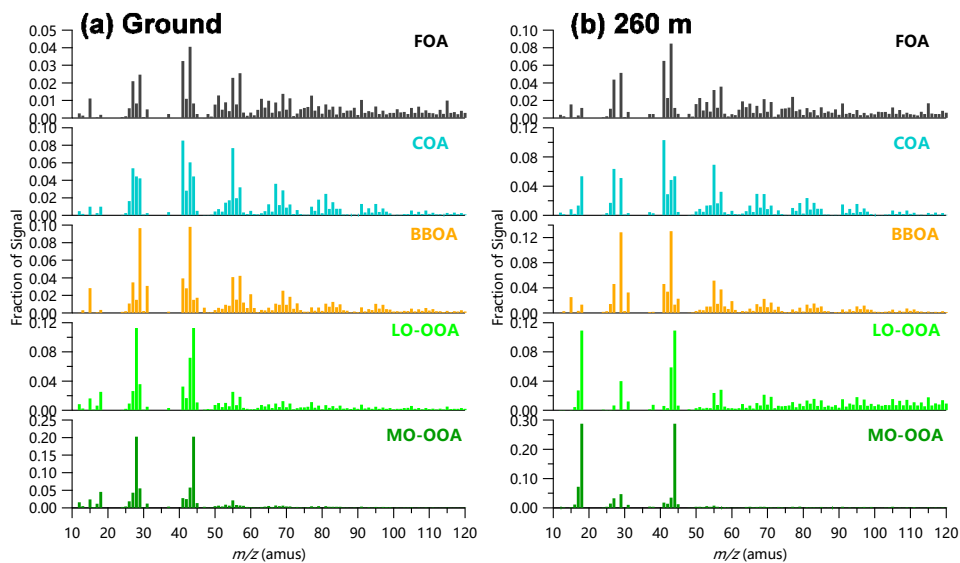 (a) Ground
(b) 260 m
Fraction of Signal
FOA
0.05
0.04
0.03
0.02
0.01
0.00
COA
0.10
0.08
0.06
0.04
0.02
0.00
BBOA
0.10
0.08
0.06
0.04
0.02
0.00
LO-OOA
0.12
0.08
0.04
0.00
MO-OOA
0.25
0.20
0.15
0.10
0.05
0.00
10 20 30 40 50 60 70 80 90 100 110 120
m/z (amus)
Fraction of Signal
FOA
0.10
0.08
0.06
0.04
0.02
0.00
COA
0.12
0.08
0.04
0.00
BBOA
0.12
0.08
0.04
0.00
LO-OOA
0.12
0.08
0.04
0.00
MO-OOA
0.30
0.20
0.10
0.00
10 20 30 40 50 60 70 80 90 100 110 120
m/z (amus)